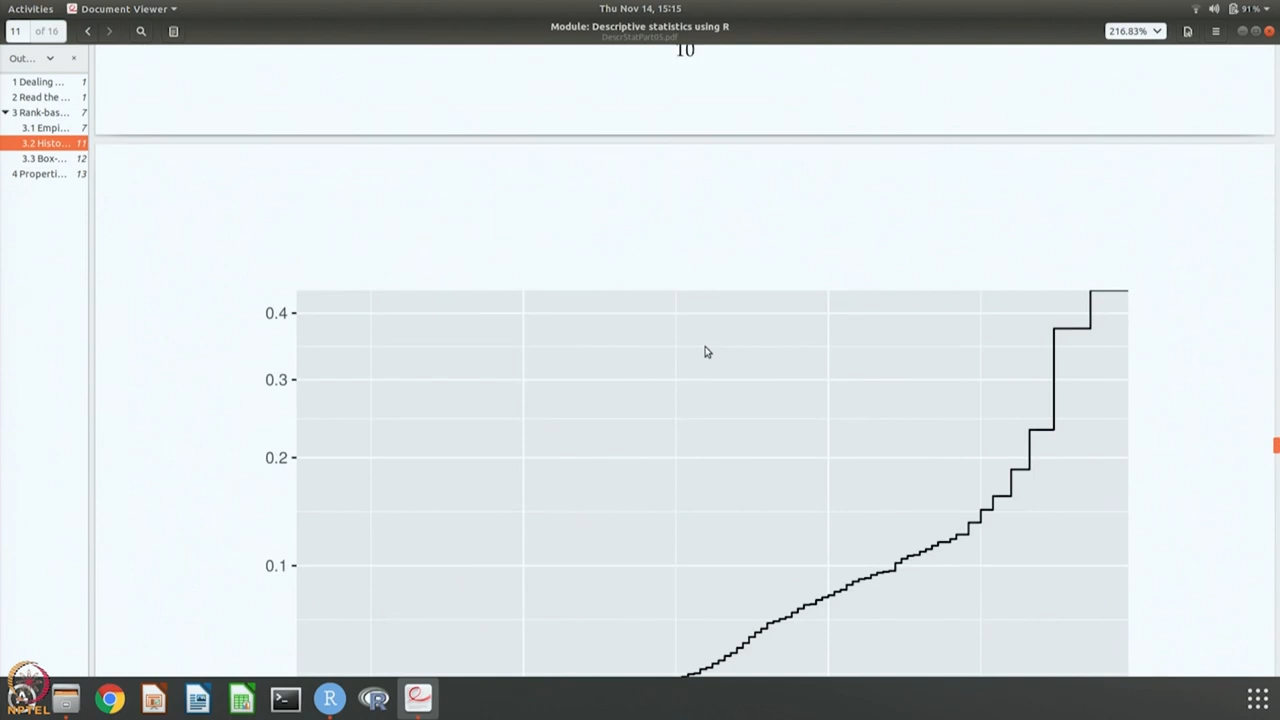 Activities
Document Viewer
Thu Nov 14, 15:15
91%
11 of 16
Module: Descriptive statistics using R
DescrStatPart05.pdf
216.83%
Out...
1 Dealing ... 1
2 Read the ... 1
3 Rank-bas... 7
3.1 Empi... 7
3.2 Histo... 11
3.3 Box-... 12
4 Properti... 13
10
0.4
0.3
0.2
0.1
R
R
A
NPTEL